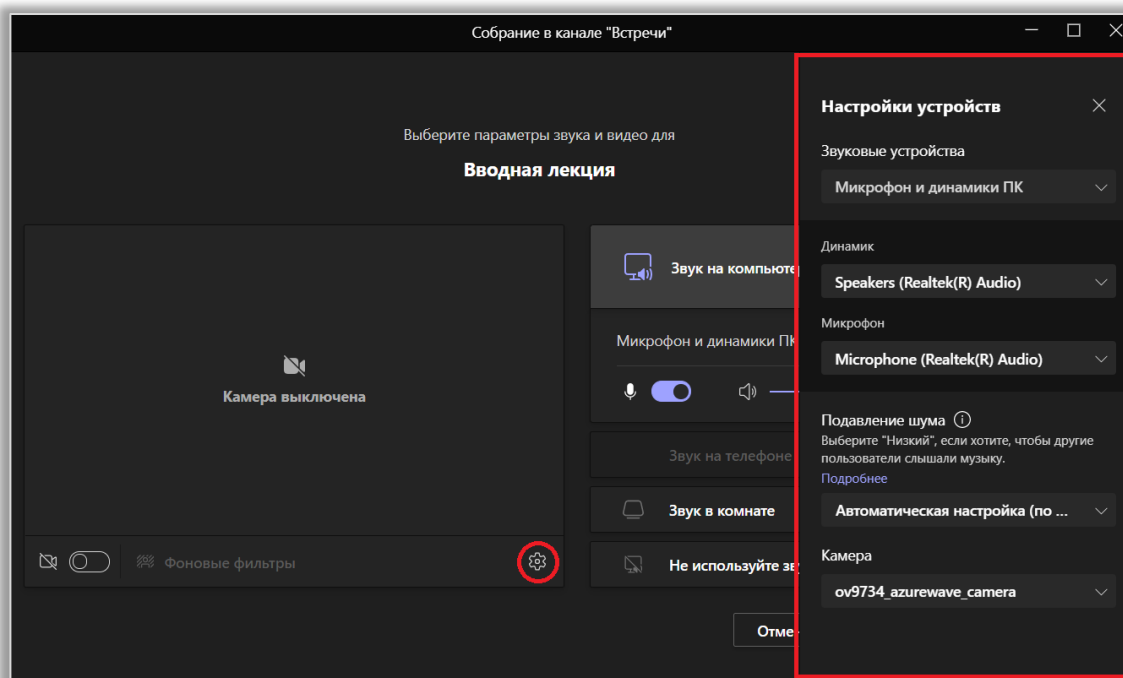 Собрание в канале "Встречи"
Выберите параметры звука и видео для
Вводная лекция
Камера выключена
Фоновые фильтры
Звук на компьюте
Микрофон и динамики ПК
Звук на телефоне
Звук в комнате
Не используйте зв
Отме
Настройки устройств
Звуковые устройства
Микрофон и динамики ПК
Динамик
Speakers (Realtek(R) Audio)
Микрофон
Microphone (Realtek(R) Audio)
Подавление шума
Выберите "Низкий", если хотите, чтобы другие
пользователи слышали музыку.
Подробнее
Автоматическая настройка (по ...
Камера
ov9734_azurewave_camera